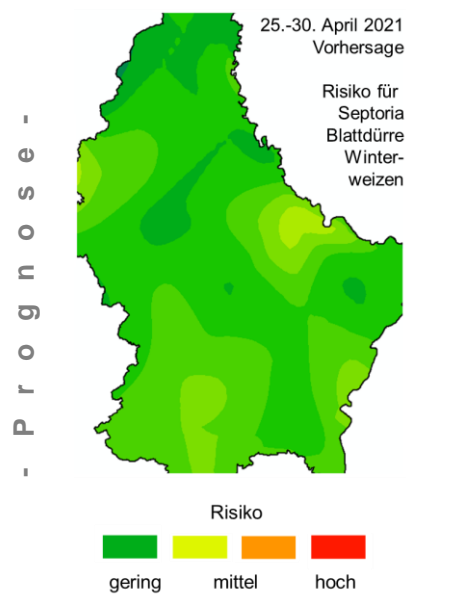 25.-30. April 2021
Vorhersage
Risiko für
Septoria
Blattdürre
Winter-
weizen
- Prognose -
Risiko
gering mittel hoch